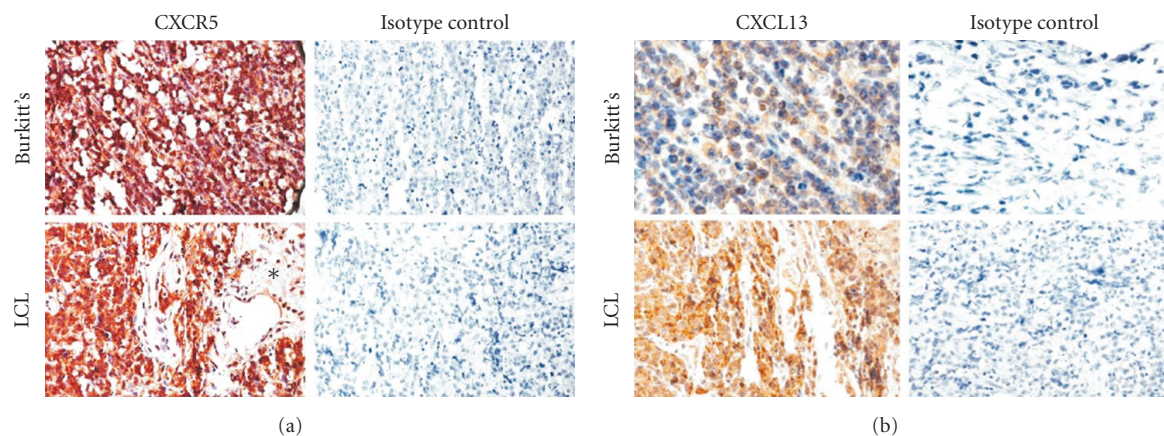 CXCR5 Isotype control CXCL13 Isotype control
Burkitt's Burkitt's
*
LCL LCL
(a) (b)